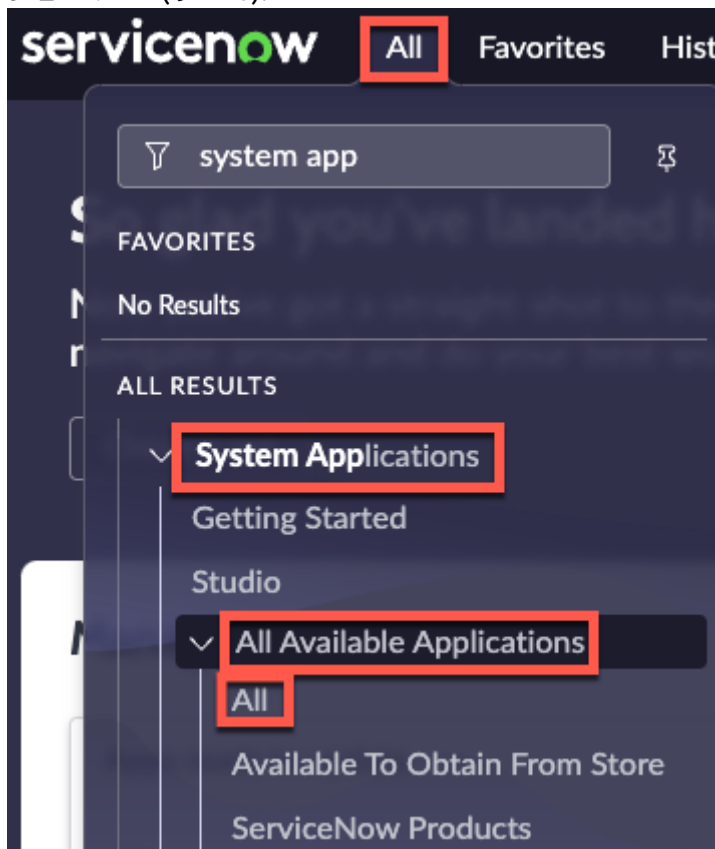 servicenow All Favorites Hist
system app
FAVORITES
No Results
ALL RESULTS
System Applications
Getting Started
Studio
All Available Applications
All
Available To Obtain From Store
ServiceNow Products